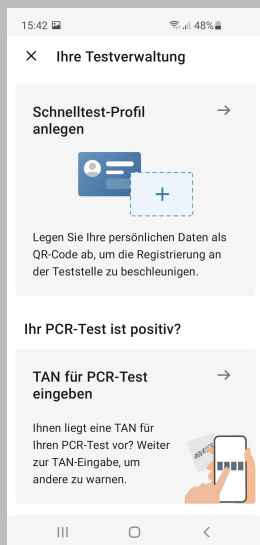 15:42 48%
Ihre Testverwaltung
Schnelltest-Profil
anlegen
Legen Sie Ihre persönlichen Daten als
QR-Code ab, um die Registrierung an
der Teststelle zu beschleunigen.
Ihr PCR-Test ist positiv?
TAN für PCR-Test
eingeben
Ihnen liegt eine TAN für
Ihren PCR-Test vor? Weiter
zur TAN-Eingabe, um
andere zu warnen.